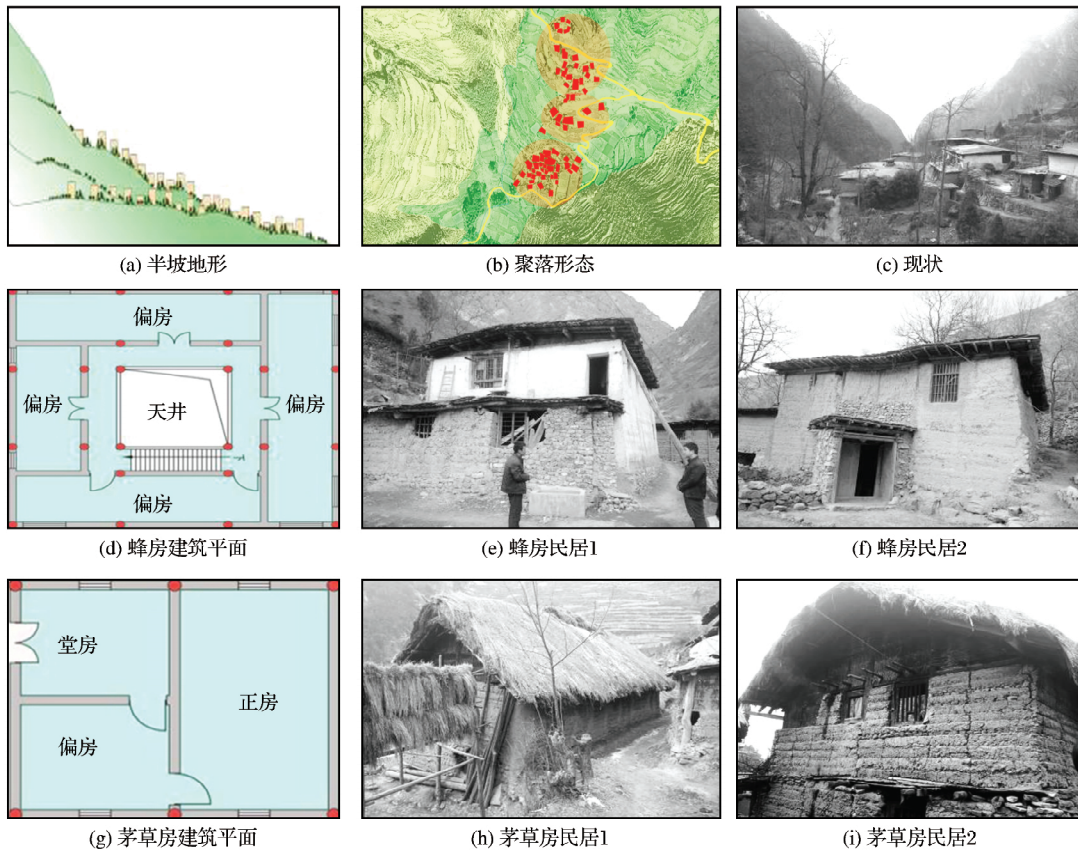 (a) 半坡地形
(b) 聚落形态
(c) 现状
偏房
偏房
天井
偏房
偏房
(d) 蜂房建筑平面
(e) 蜂房民居1
(f) 蜂房民居2
堂房
正房
偏房
(g) 茅草房建筑平面
(h) 茅草房民居1
(i) 茅草房民居2